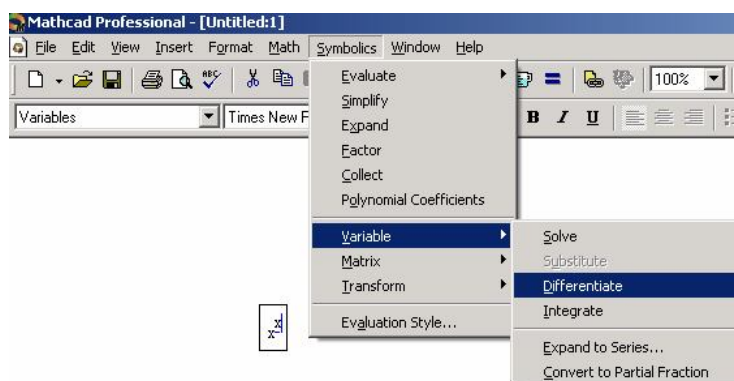 Mathcad Professional - [Untitled:1]
File Edit View Insert Format Math Symbolics Window Help
100%
Variables Times New B I U
Evaluate
Simplify
Expand
Factor
Collect
Polynomial Coefficients
Variable
Matrix
Transform
Evaluation Style...
Solve
Substitute
Differentiate
Integrate
Expand to Series...
Convert to Partial Fraction
x^x